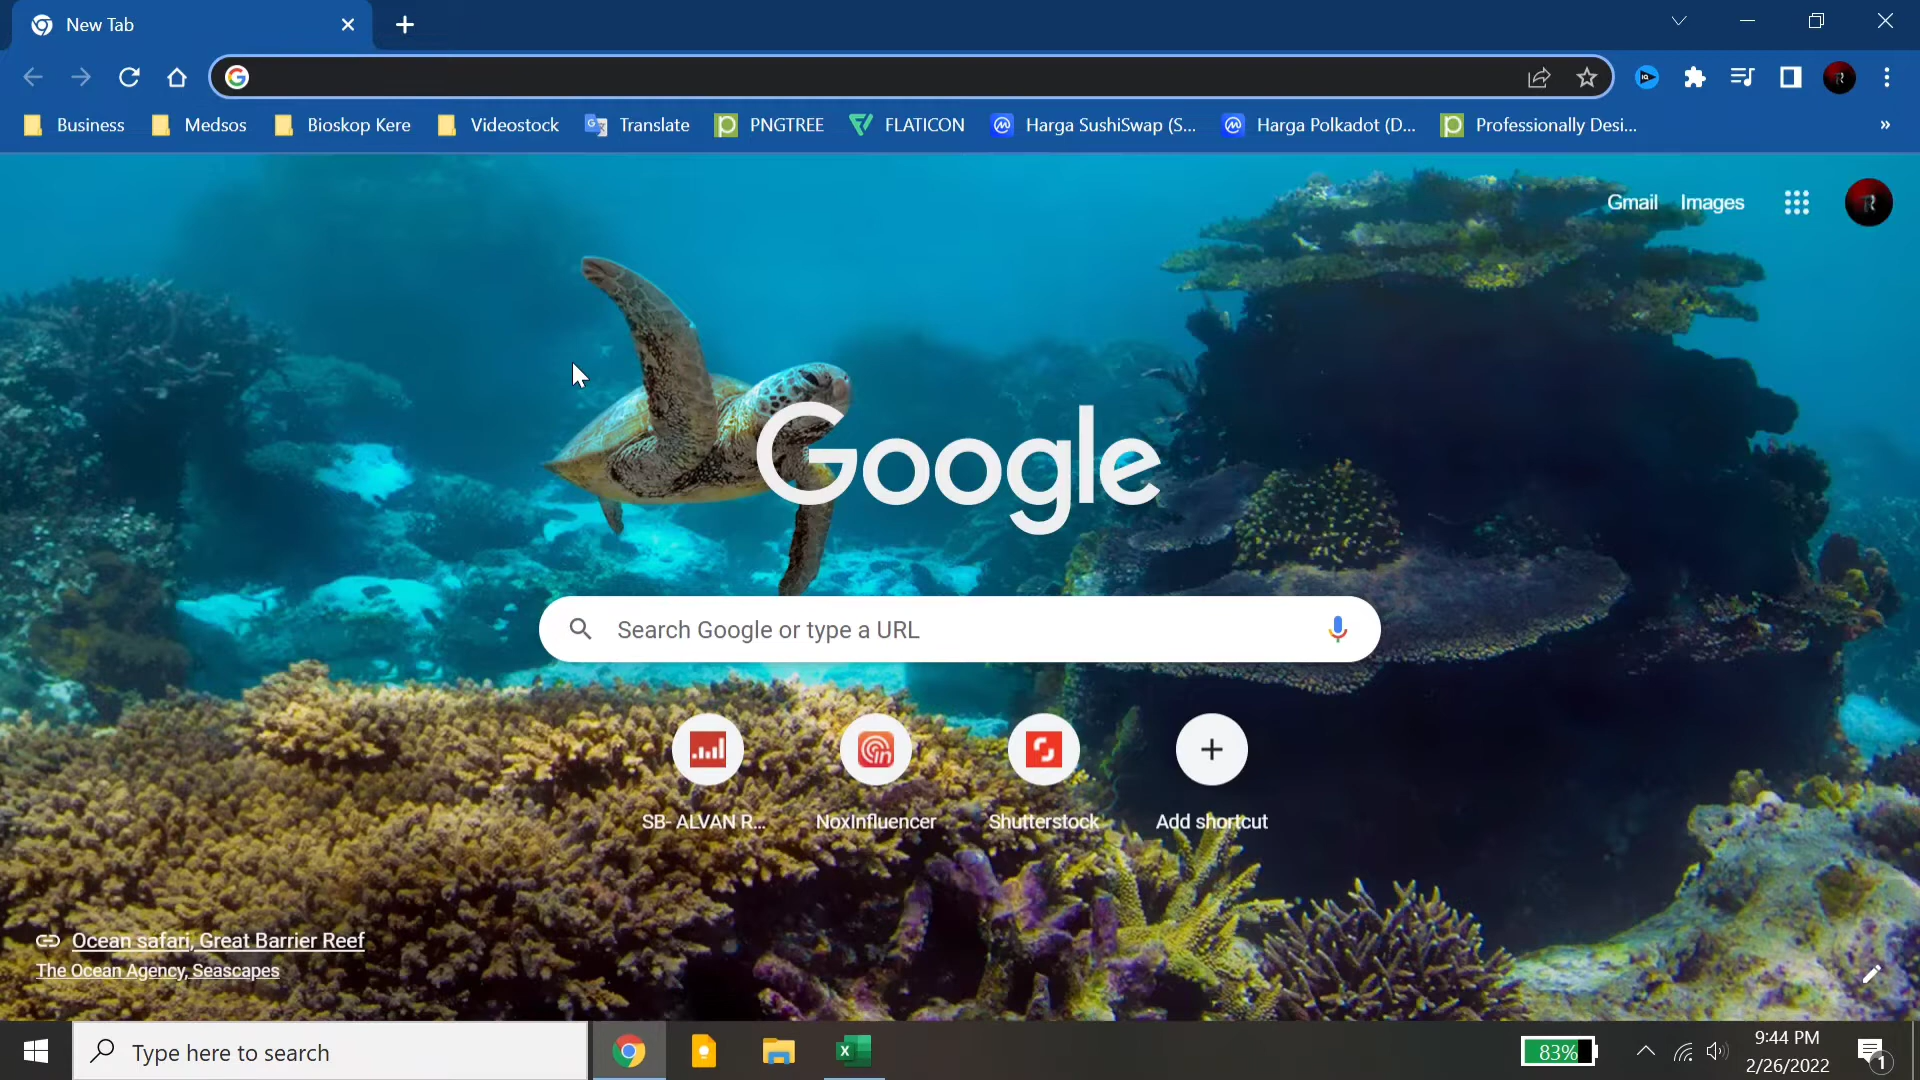 New Tab
Business
Medsos
Bioskop Kere
Videostock
Translate
PNGTREE
FLATICON
Harga SushiSwap (S...
Harga Polkadot (D...
Professionally Desi...
»
Gmail
Images
R
Google
Search Google or type a URL
SB- ALVAN R...
NoxInfluencer
Shutterstock
Add shortcut
Ocean safari, Great Barrier Reef
The Ocean Agency, Seascapes
Type here to search
83%
9:44 PM
2/26/2022
1